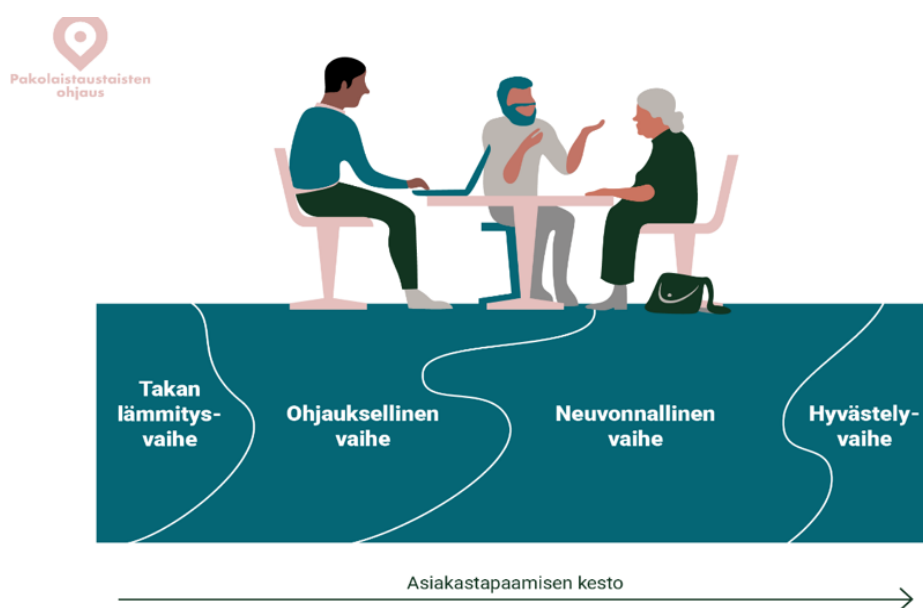 Pakolaistaustaisten
ohjaus
Takan
lämmitys-
vaihe
Ohjauksellinen
vaihe
Neuvonnallinen
vaihe
Hyvästely-
vaihe
Asiakastapaamisen kesto